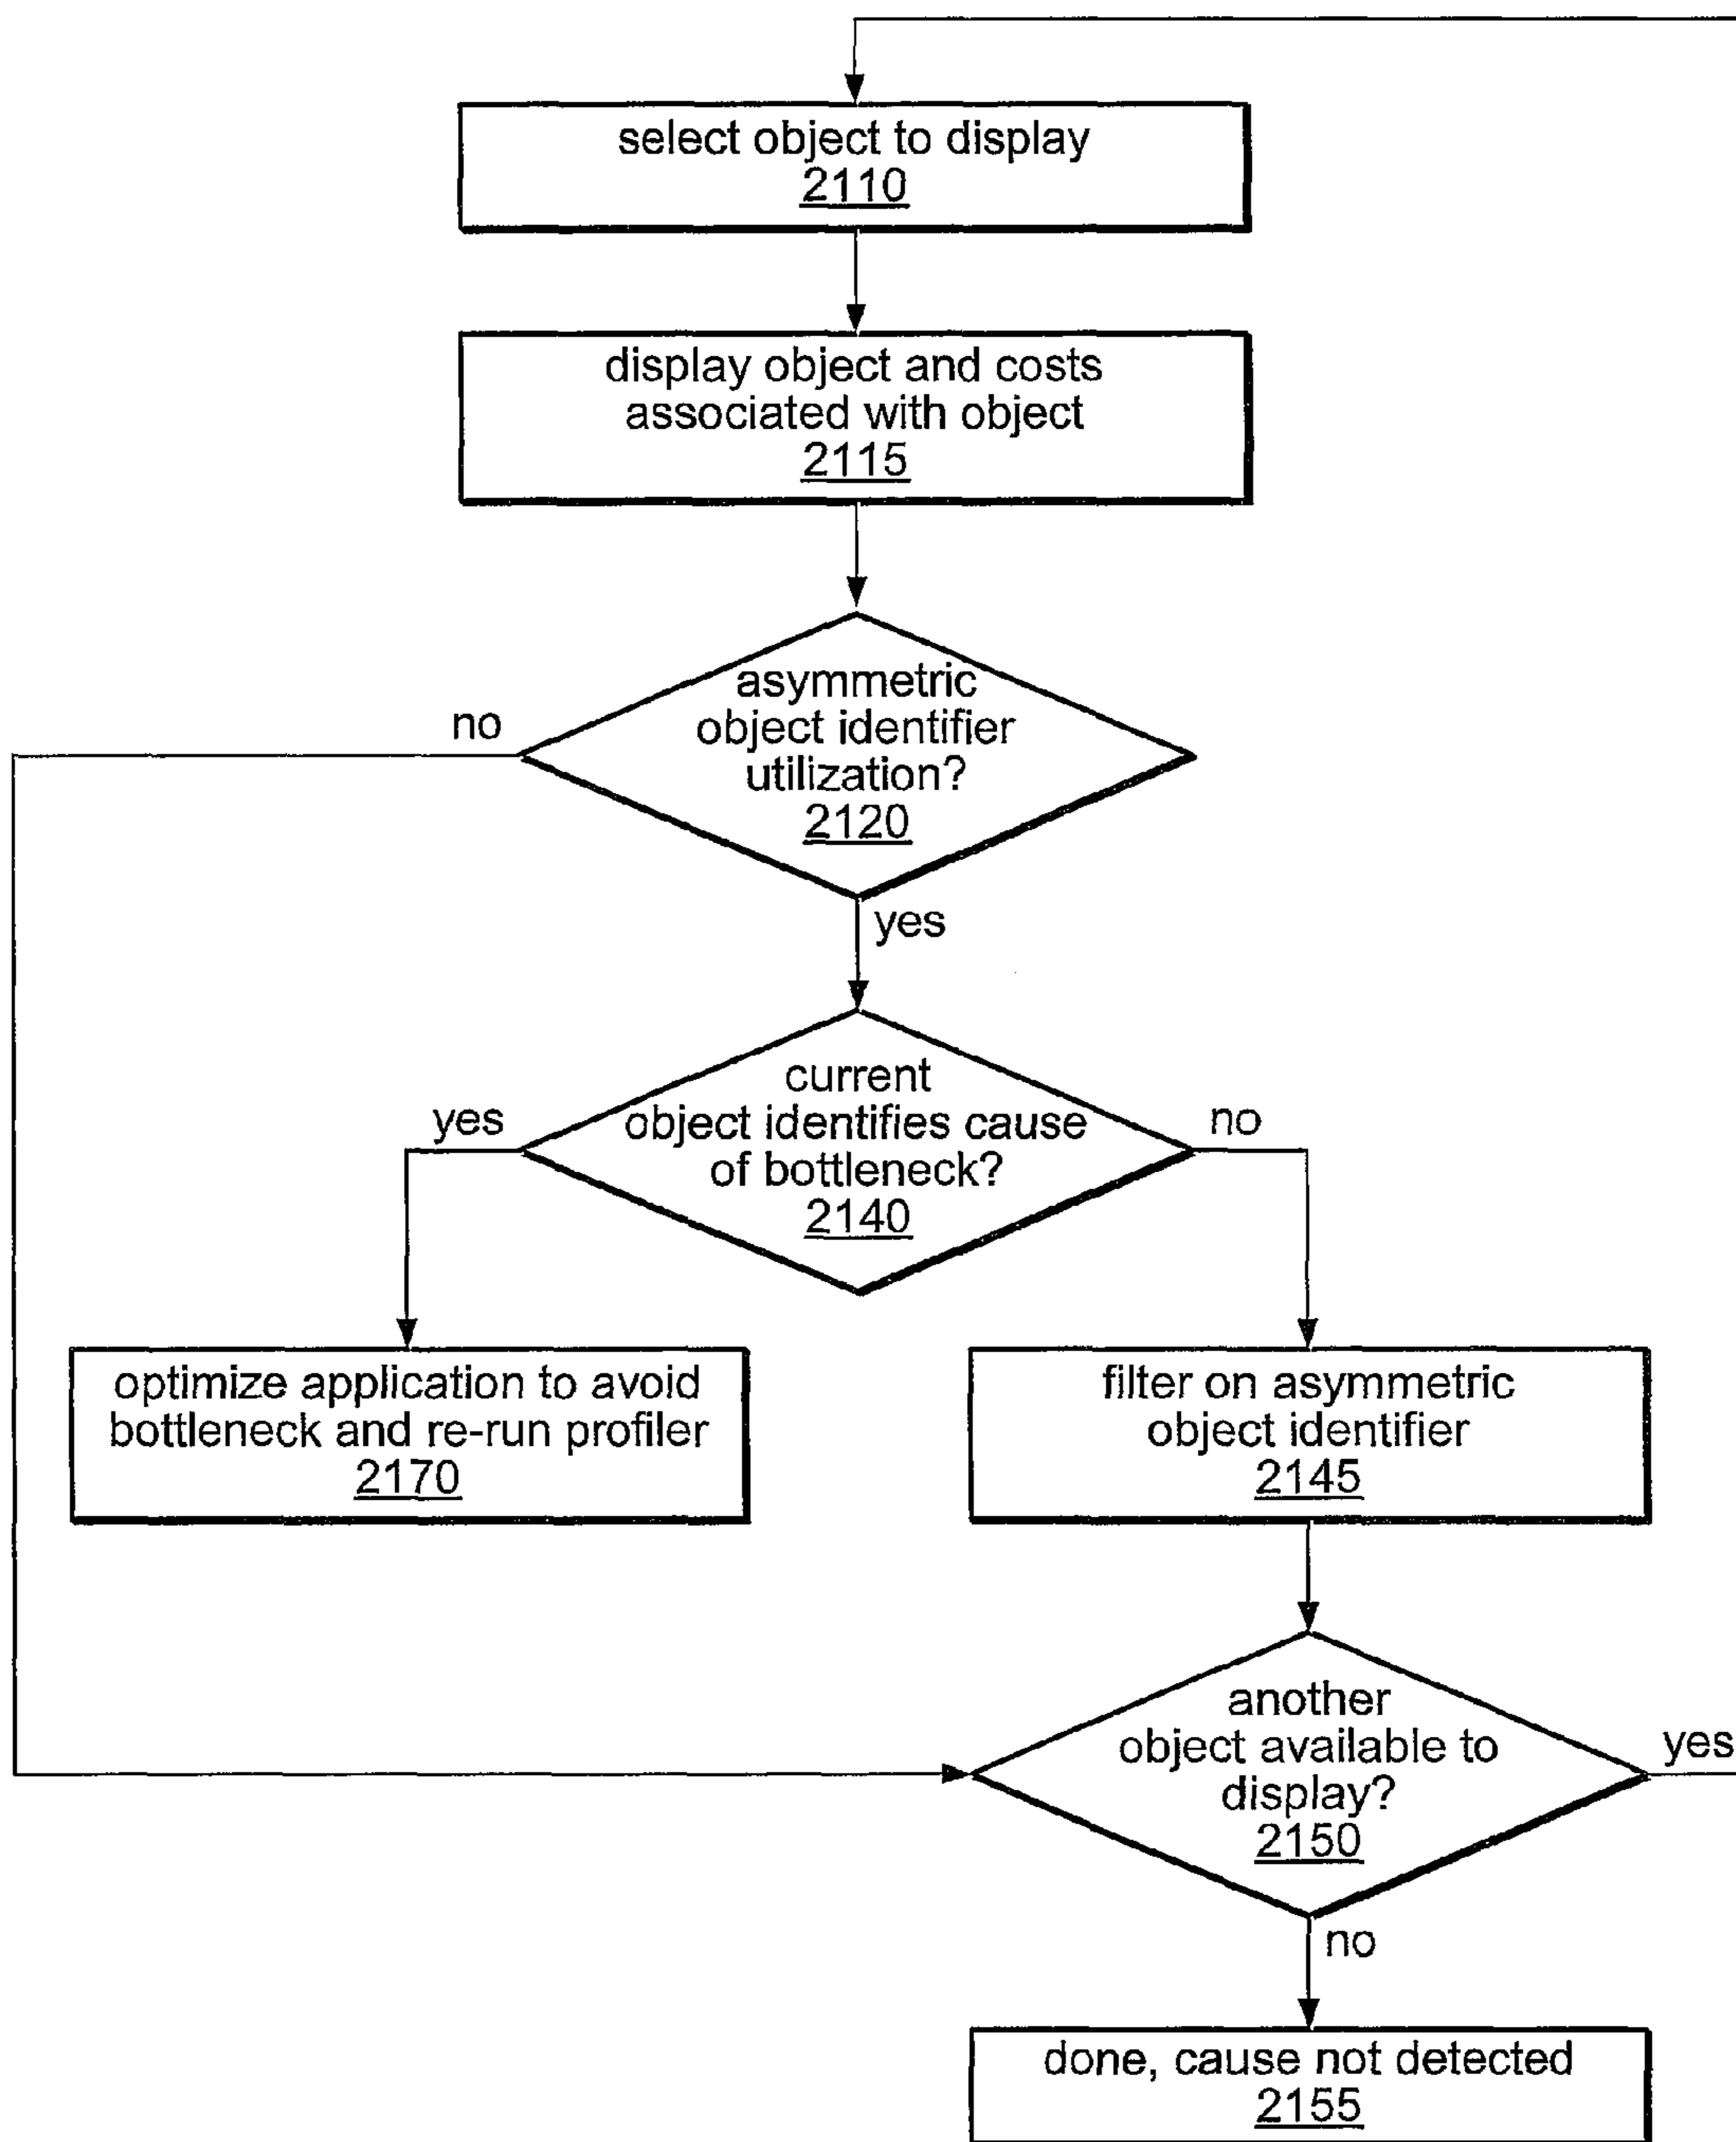 select object to display
2110
display object and costs
associated with object
2115
asymmetric
object identifier
utilization?
2120
no
yes
current
object identifies cause
of bottleneck?
2140
yes
no
optimize application to avoid
bottleneck and re-run profiler
2170
filter on asymmetric
object identifier
2145
another
object available to
display?
2150
yes
no
done, cause not detected
2155